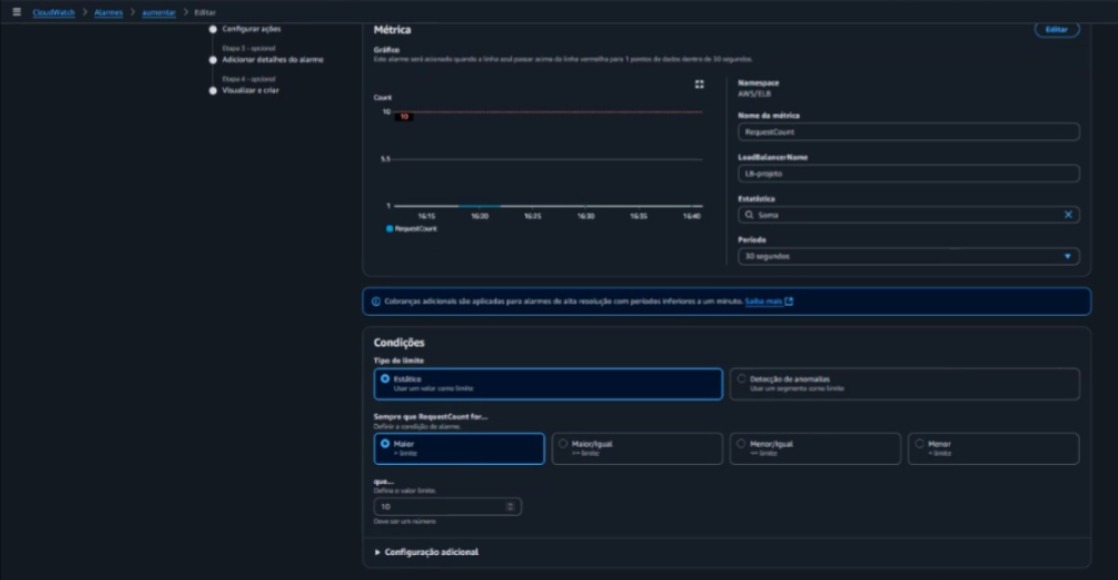 CloudWatch > Alarmes > aumentar > Editar
Configurar ações
Etapa 3 - opcional
Adicionar detalhes do alarme
Etapa 4 - opcional
Visualizar e criar
Métrica
Editar
Gráfico
Este alarme será acionado quando a linha azul passar acima da linha vermelha para 1 pontos de dados dentro de 30 segundos.
Count
10
10
5.5
1
16:15 16:20 16:25 16:30 16:35 16:40
RequestCount
Namespace
AWS/ELB
Nome da métrica
RequestCount
LoadBalancerName
LB-projeto
Estatística
Soma
Período
30 segundos
Cobranças adicionais são aplicadas para alarmes de alta resolução com períodos inferiores a um minuto. Saiba mais
Condições
Tipo de limite
Estático
Usar um valor como limite
Detecção de anomalias
Usar um segmento como limite
Sempre que RequestCount for...
Definir a condição de alarme.
Maior
> limite
Maior/Igual
>= limite
Menor/Igual
<= limite
Menor
< limite
que...
Defina o valor limite.
10
Deve ser um número
Configuração adicional